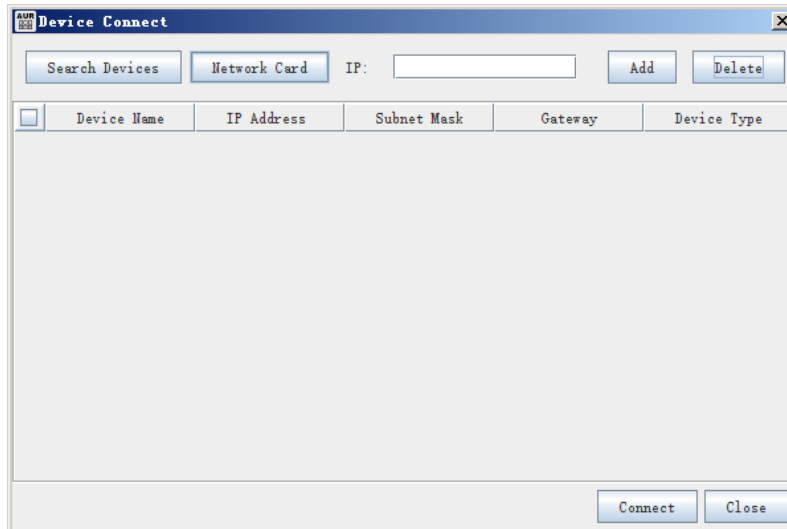 AUR Device Connect
Search Devices Network Card IP: Add Delete
Device Name IP Address Subnet Mask Gateway Device Type
Connect Close